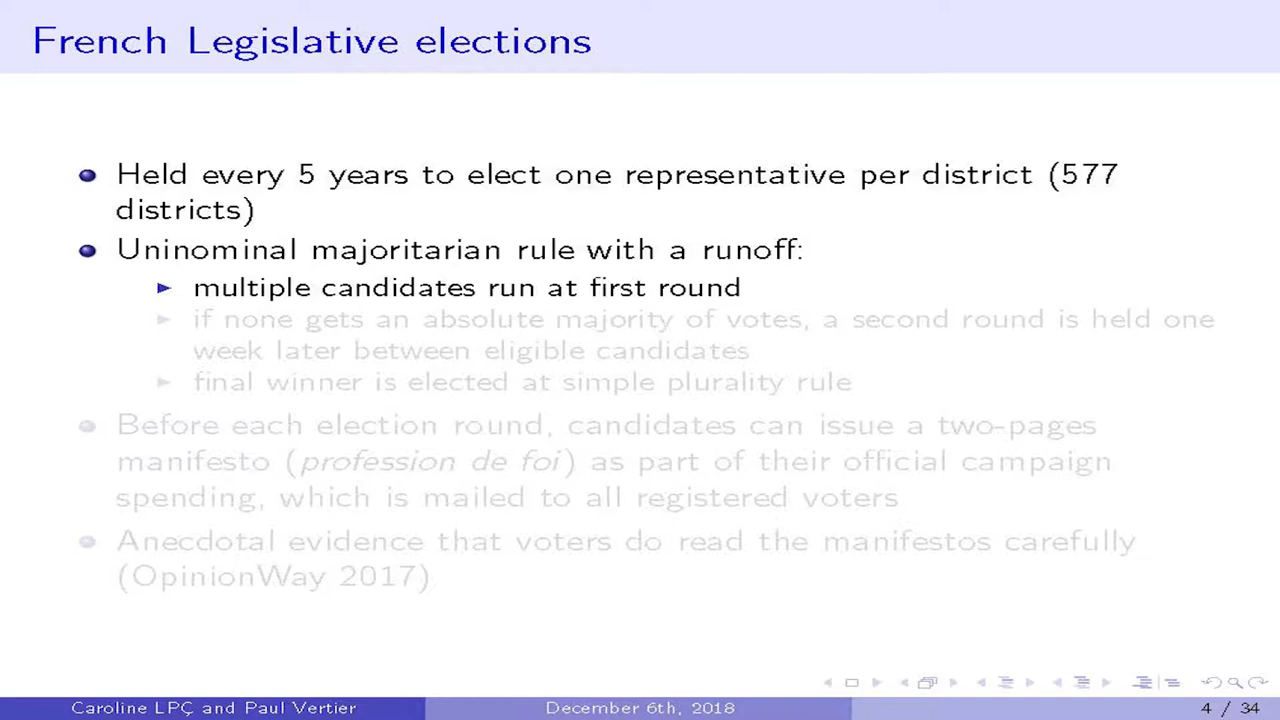 French Legislative elections
Held every 5 years to elect one representative per district (577
districts)
Uninominal majoritarian rule with a runoff:
multiple candidates run at first round
if none gets an absolute majority of votes, a second round is held one
week later between eligible candidates
final winner is elected at simple plurality rule
Before each election round, candidates can issue a two-pages
manifesto (profession de foi) as part of their official campaign
spending, which is mailed to all registered voters
Anecdotal evidence that voters do read the manifestos carefully
(OpinionWay 2017)
Caroline LPÇ and Paul Vertier
December 6th, 2018
4 / 34